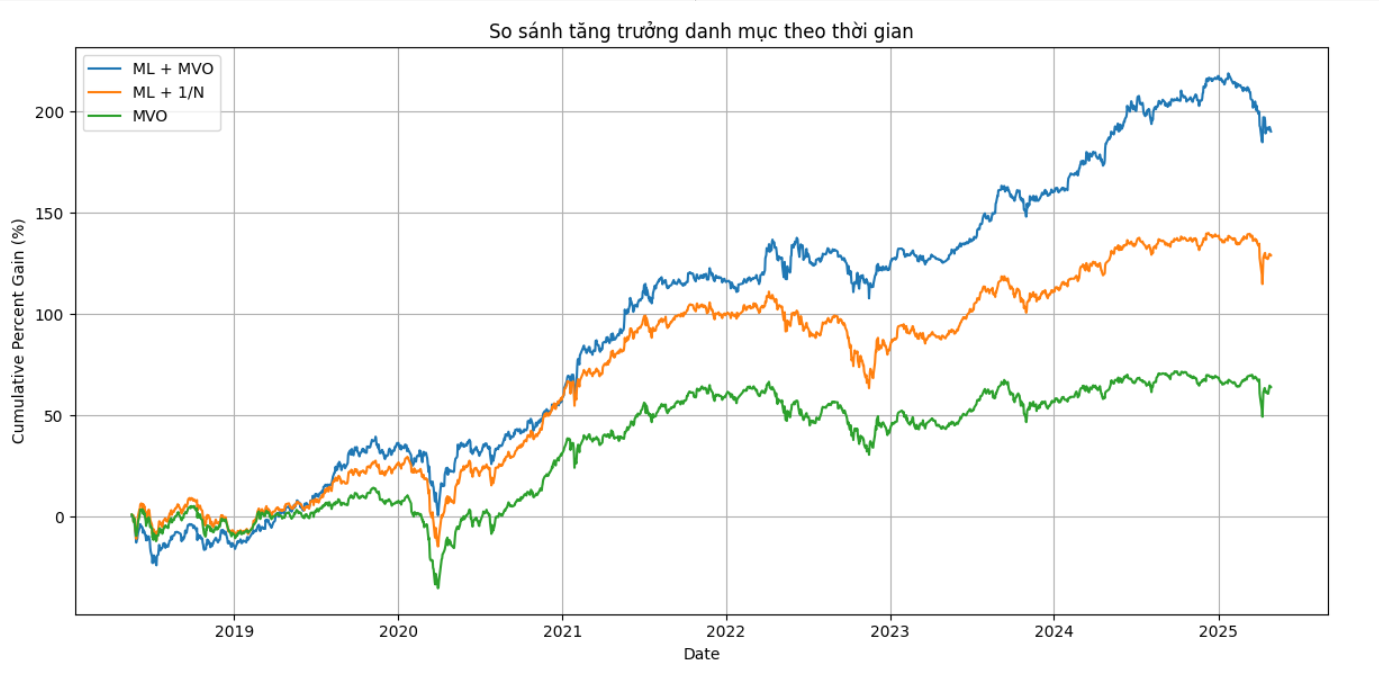 So sánh tăng trưởng danh mục theo thời gian
ML + MVO
ML + 1/N
MVO
Cumulative Percent Gain (%)
200
150
100
50
0
2019 2020 2021 2022 2023 2024 2025
Date